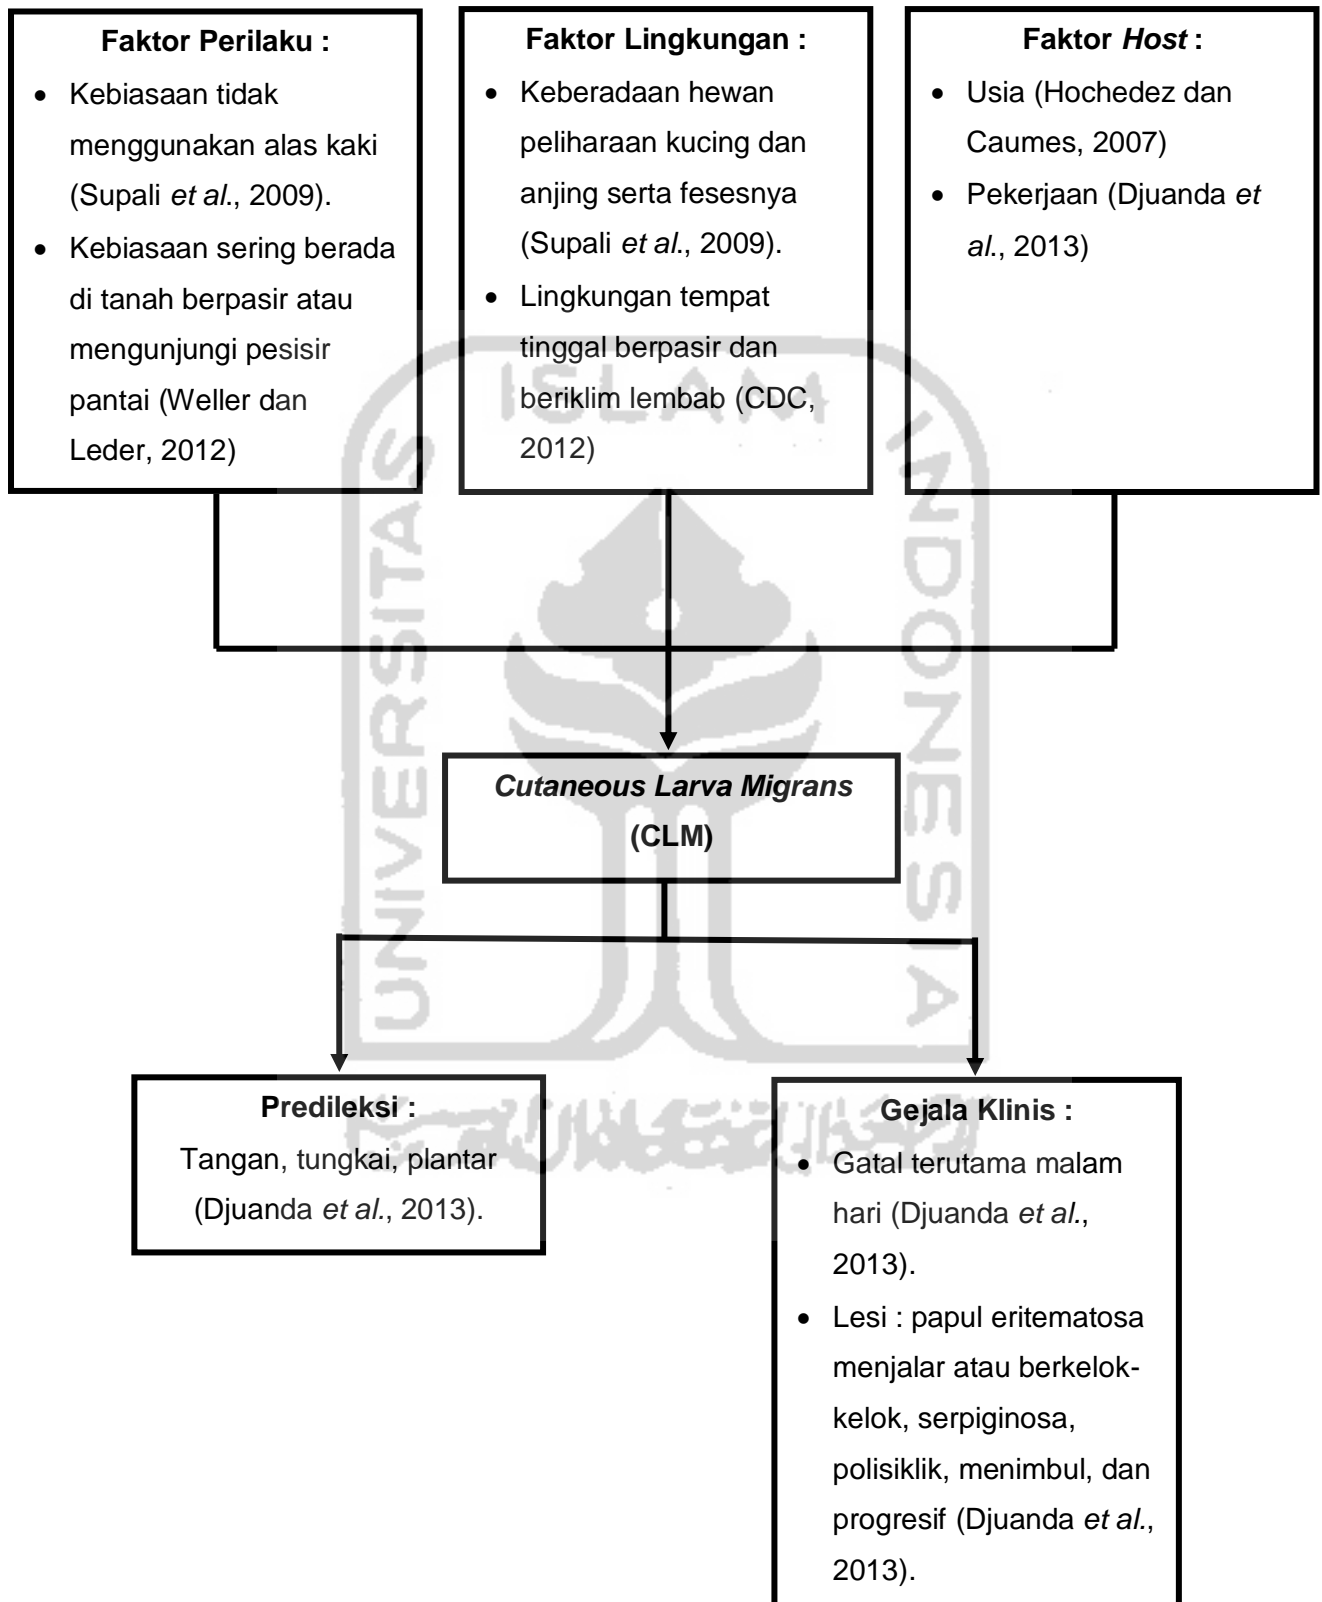 Faktor Perilaku :
• Kebiasaan tidak
menggunakan alas kaki
(Supali et al., 2009).
• Kebiasaan sering berada
di tanah berpasir atau
mengunjungi pesisir
pantai (Weller dan
Leder, 2012)
Faktor Lingkungan :
• Keberadaan hewan
peliharaan kucing dan
anjing serta fesesnya
(Supali et al., 2009).
• Lingkungan tempat
tinggal berpasir dan
beriklim lembab (CDC,
2012)
Faktor Host :
• Usia (Hochedez dan
Caumes, 2007)
• Pekerjaan (Djuanda et
al., 2013)
UNIVERSITAS
ISLAM
INDONESIA
Cutaneous Larva Migrans
(CLM)
Predileksi :
Tangan, tungkai, plantar
(Djuanda et al., 2013).
Gejala Klinis :
• Gatal terutama malam
hari (Djuanda et al.,
2013).
• Lesi : papul eritematosa
menjalar atau berkelok-
kelok, serpiginosa,
polisiklik, menimbul, dan
progresif (Djuanda et al.,
2013).